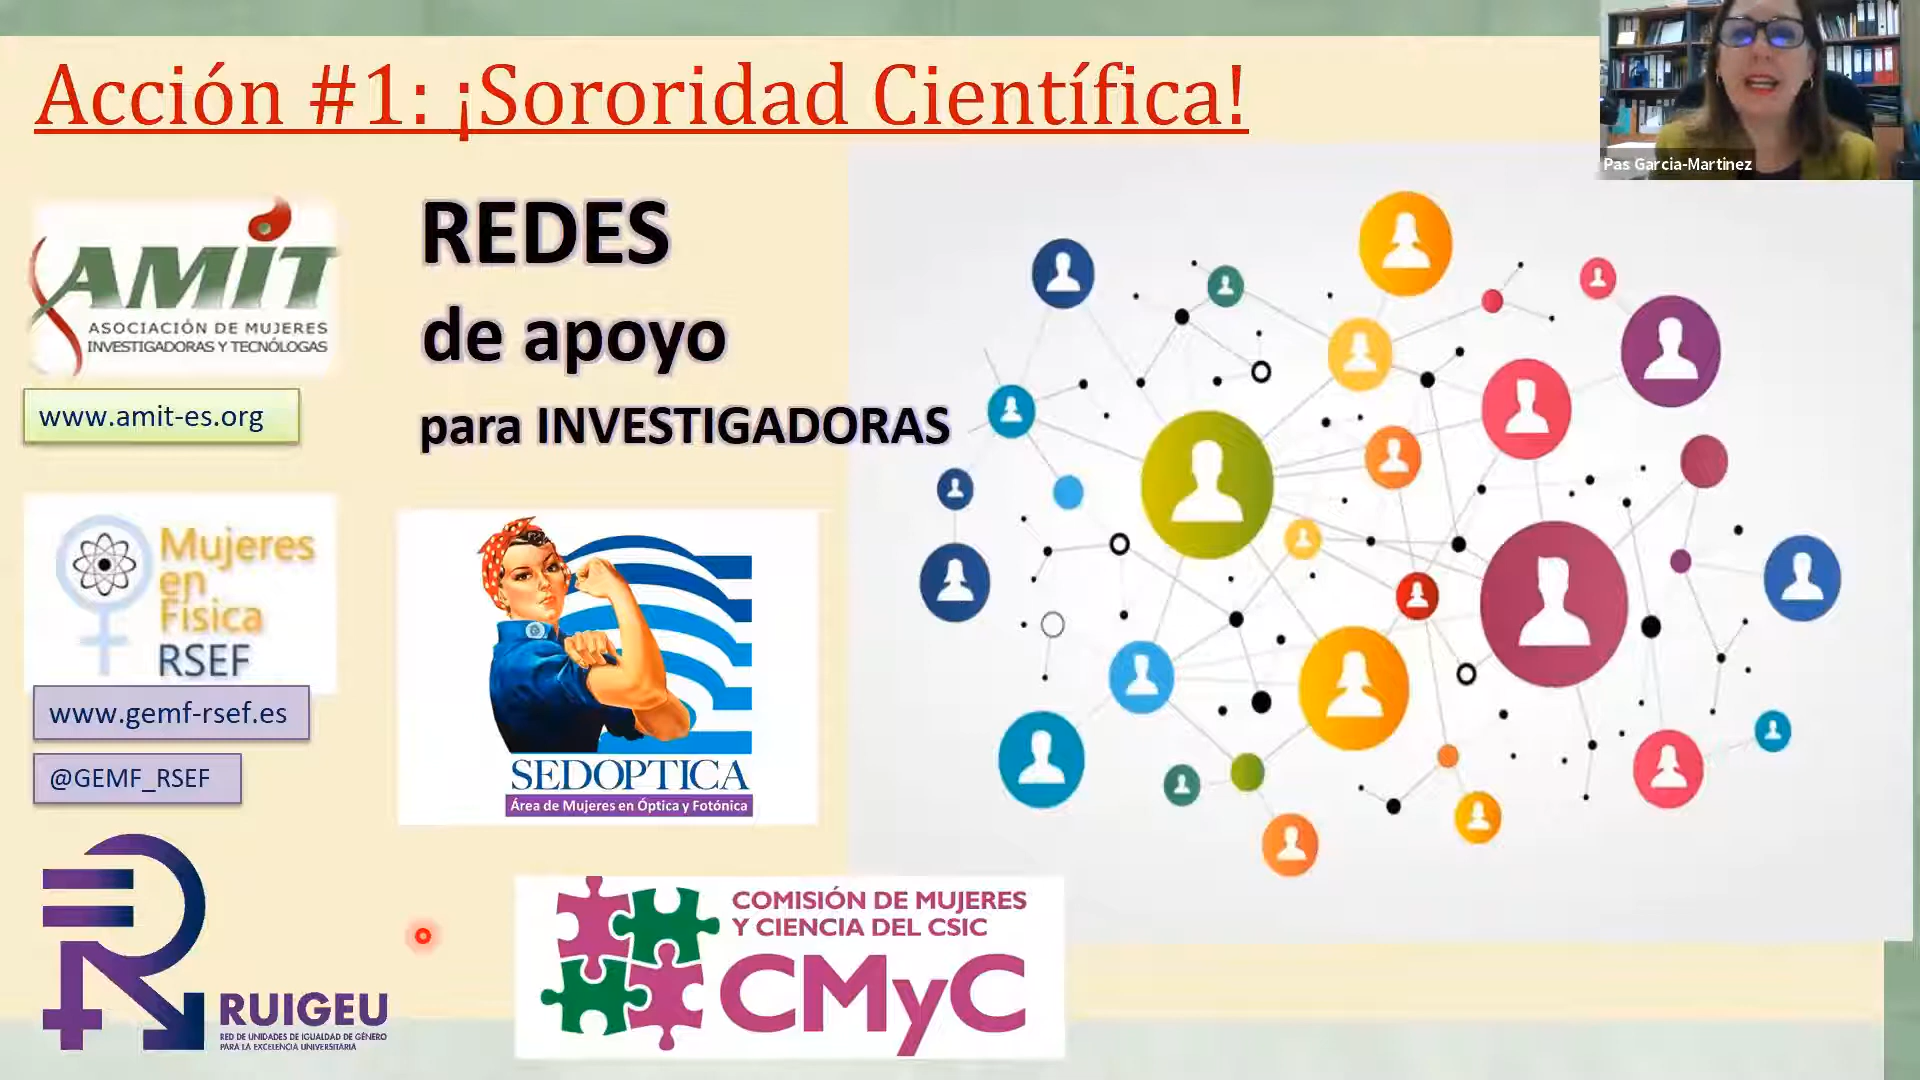 Acción #1: ¡Sororidad Científica!
Pas Garcia-Martinez
AMIT
ASOCIACIÓN DE MUJERES
INVESTIGADORAS Y TECNÓLOGAS
www.amit-es.org
REDES
de apoyo
para INVESTIGADORAS
Mujeres
en
Física
RSEF
www.gemf-rsef.es
@GEMF_RSEF
SEDOPTICA
Área de Mujeres en Óptica y Fotónica
RUIGEU
RED DE UNIDADES DE IGUALDAD DE GÉNERO
PARA LA EXCELENCIA UNIVERSITARIA
COMISIÓN DE MUJERES
Y CIENCIA DEL CSIC
CMyC